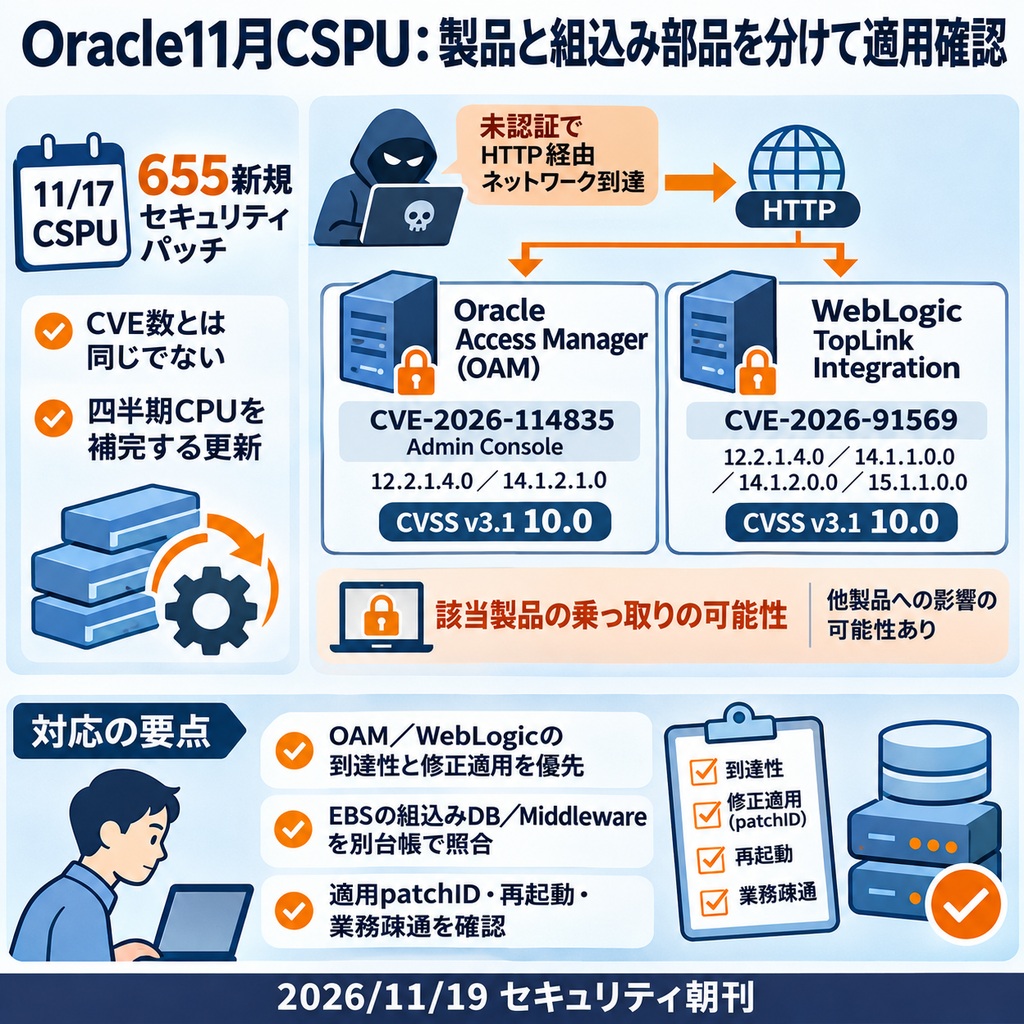 Oracle11月CSPU：製品と組込み部品を分けて適用確認
11/17
CSPU
655新規
セキュリティ
パッチ
CVE数とは
同じでない
四半期CPUを
補完する更新
未認証で
HTTP経由
ネットワーク到達
HTTP
Oracle
Access Manager
(OAM)
CVE-2026-114835
Admin Console
12.2.1.4.0／14.1.2.1.0
CVSS v3.1 10.0
WebLogic
TopLink
Integration
CVE-2026-91569
12.2.1.4.0／14.1.1.0.0
／14.1.2.0.0／15.1.1.0.0
CVSS v3.1 10.0
該当製品の乗っ取りの可能性
他製品への影響の
可能性あり
対応の要点
OAM／WebLogicの
到達性と修正適用を優先
EBSの組込みDB／Middleware
を別台帳で照合
適用patchID・再起動・
業務疎通を確認
到達性
修正適用
(patchID)
再起動
業務疎通
2026/11/19 セキュリティ朝刊